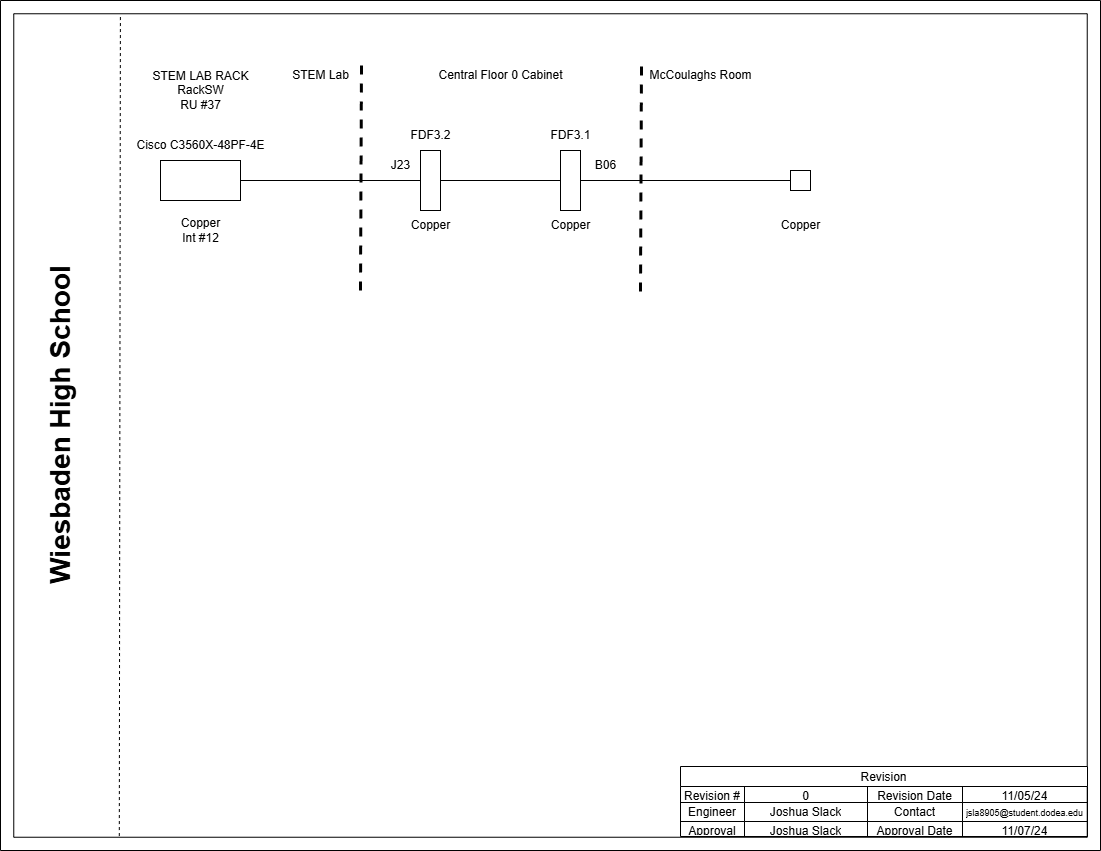 STEM LAB RACK
RackSW
RU #37
STEM Lab
Central Floor 0 Cabinet
McCoulaghs Room
Cisco C3560X-48PF-4E
FDF3.2
FDF3.1
J23
B06
Copper
Int #12
Copper
Copper
Copper
Wiesbaden High School
Revision
Revision # 0 Revision Date 11/05/24
Engineer Joshua Slack Contact jsla8905@student.dodea.edu
Approval Joshua Slack Approval Date 11/07/24